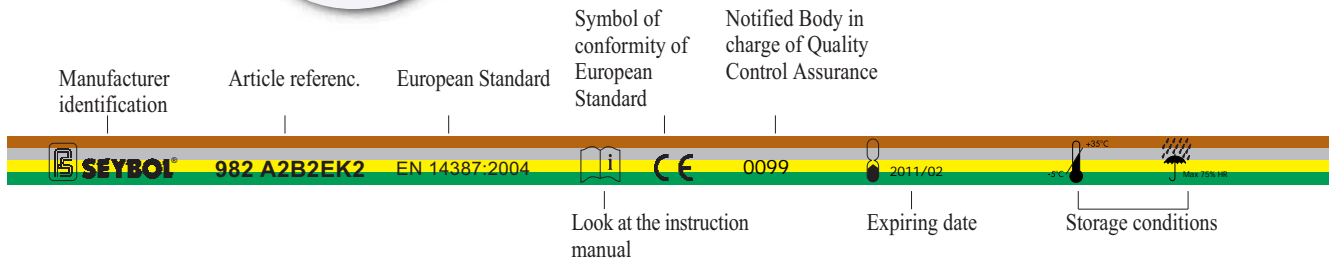 Symbol of
conformity of
European
Standard
Notified Body in
charge of Quality
Control Assurance
Manufacturer
identification
Article referenc.
European Standard
SEYBOL®
982 A2B2EK2
EN 14387:2004
i
CE
0099
2011/02
-5°C
+35°C
Max 75% HR
Look at the instruction
manual
Expiring date
Storage conditions